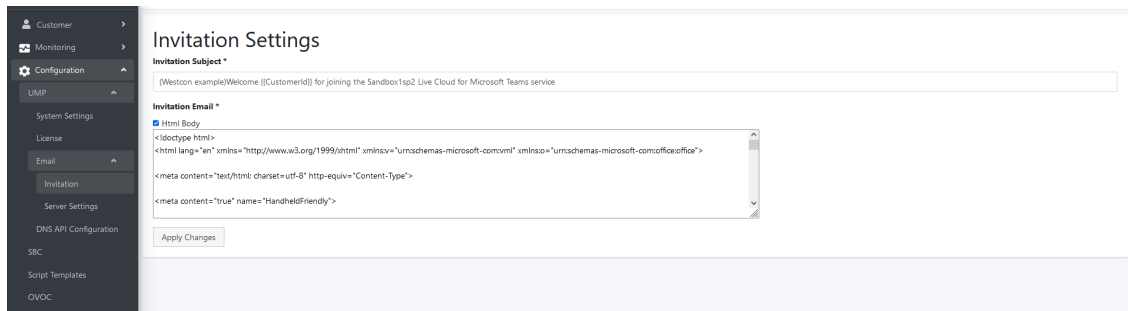 Customer
Monitoring
Configuration
UMP
System Settings
License
Email
Invitation
Server Settings
DNS API Configuration
SBC
Script Templates
OVOC
Invitation Settings
Invitation Subject *
(Westcon example)Welcome {{CustomerId}} for joining the Sandbox1sp2 Live Cloud for Microsoft Teams service
Invitation Email *
Html Body
<!doctype html>
<html lang="en" xmlns="http://www.w3.org/1999/xhtml" xmlns:v="urn:schemas-microsoft-com:vml" xmlns:o="urn:schemas-microsoft-com:office:office">
<meta content="text/html; charset=utf-8" http-equiv="Content-Type">
<meta content="true" name="HandheldFriendly">
Apply Changes